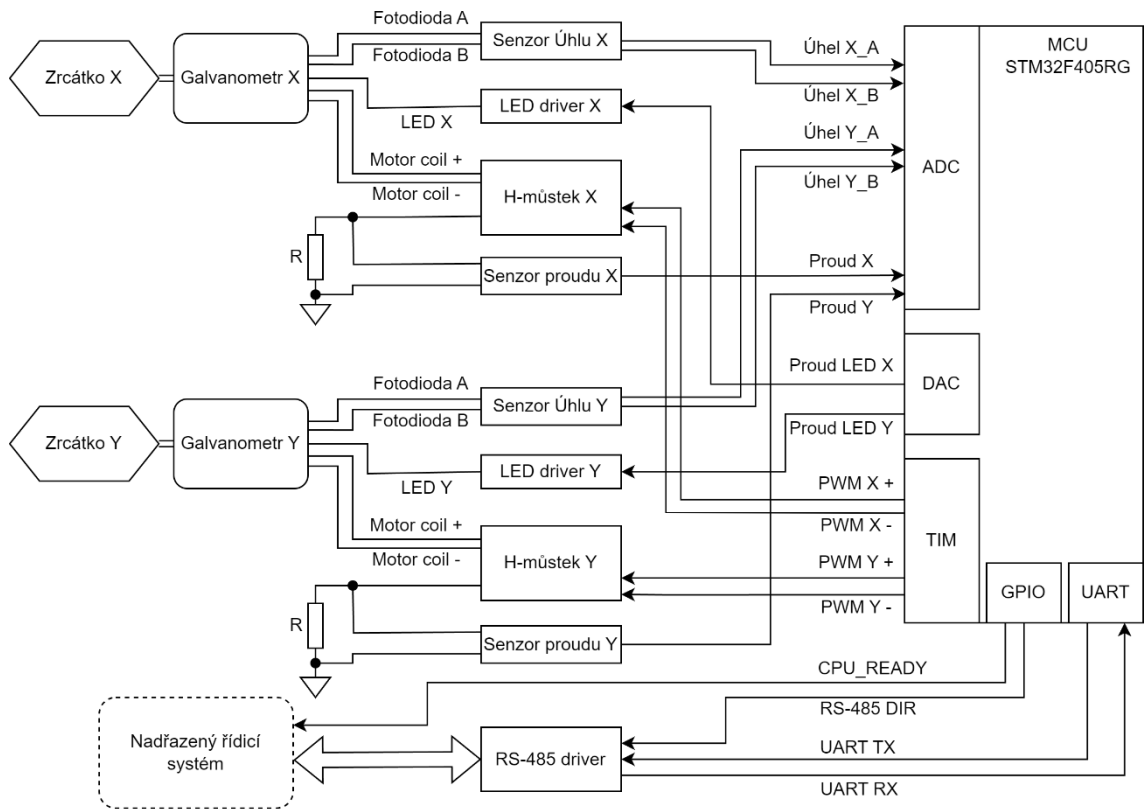 Fotodioda A
Senzor Úhlu X
MCU
STM32F405RG
Úhel X_A
Fotodioda B
Zrcátko X
Galvanometr X
Úhel X_B
LED driver X
LED X
Úhel Y_A
Motor coil +
ADC
Úhel Y_B
Motor coil -
H-můstek X
R
Proud X
Senzor proudu X
Proud Y
Proud LED X
DAC
Fotodioda A
Senzor Úhlu Y
Fotodioda B
Proud LED Y
Zrcátko Y
Galvanometr Y
LED driver Y
LED Y
PWM X +
Motor coil +
PWM X -
TIM
Motor coil -
H-můstek Y
PWM Y +
GPIO
UART
PWM Y -
R
Senzor proudu Y
CPU_READY
RS-485 DIR
Nadřazený řídicí
systém
RS-485 driver
UART TX
UART RX